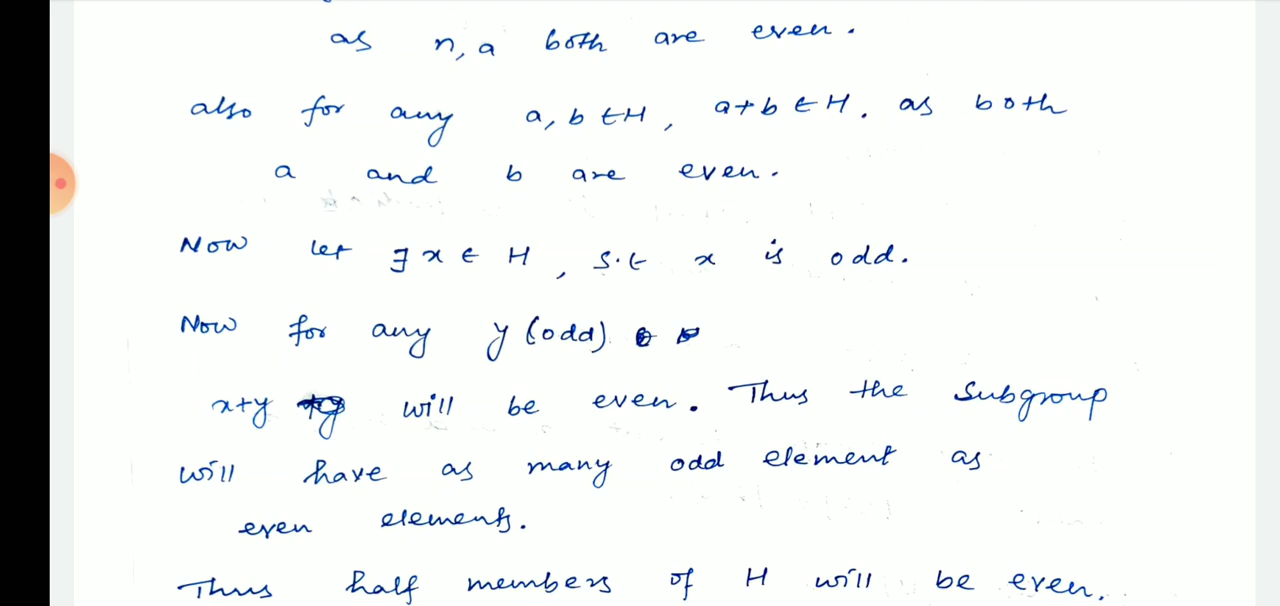 as n, a both are even.
also for any a, b ∈ H, a+b ∈ H. as both
a and b are even.
Now let ∃ x ∈ H, s.t x is odd.
Now for any y (odd)
x+y will be even. Thus the Subgroup
will have as many odd element as
even elements.
Thus half members of H will be even.